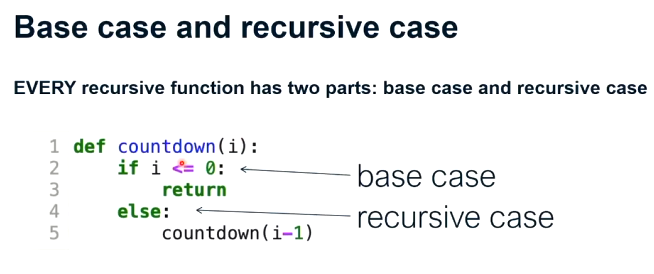 Base case and recursive case
EVERY recursive function has two parts: base case and recursive case
1 def countdown(i):
2     if i <= 0:
base case
3         return
4     else:
recursive case
5         countdown(i-1)